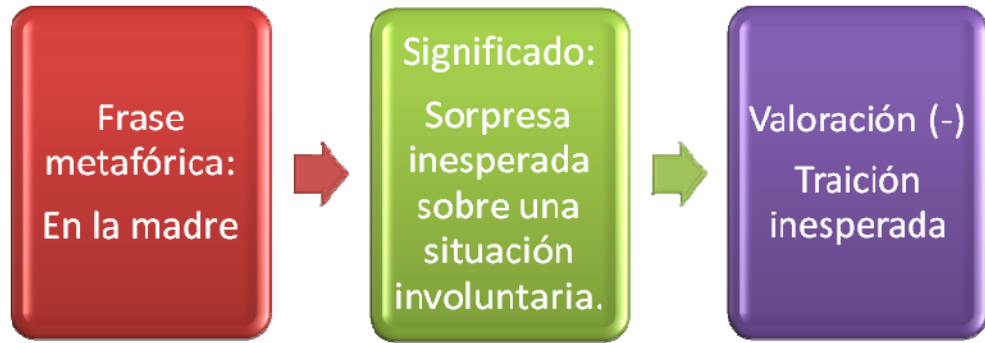 Frase
metafórica:
En la madre
Significado:
Sorpresa
inesperada
sobre una
situación
involuntaria.
Valoración (-)
Traición
inesperada